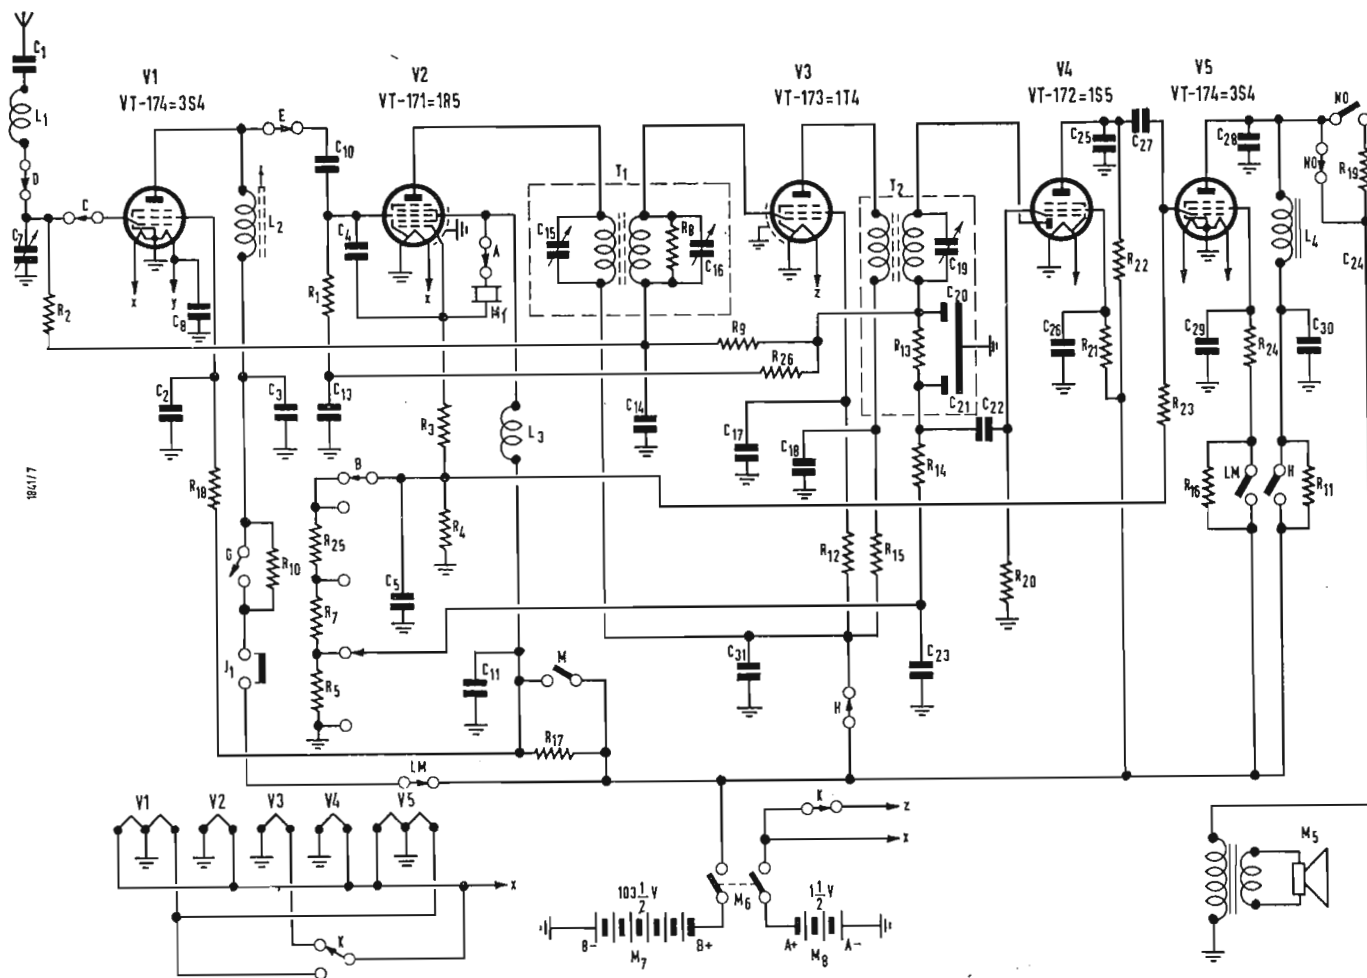 V1
VT-174=3S4
V2
VT-171=1R5
V3
VT-173=1T4
V4
VT-172=1S5
V5
VT-174=3S4
C1
L1
D
C
C7
R2
x
y
C8
E
L2
C10
C4
R1
x
A
M1
T1
C15
R8
C16
z
T2
C19
C20
R13
C21
C22
C25
C27
C26
R21
R22
R23
C28
NO
NO
R19
L4
C24
C29
R24
C30
R9
R26
C2
C3
C13
R3
L3
C14
C17
C18
R14
1841/7
R18
B
R4
R25
C5
R7
R5
G
R10
J1
C11
M
R17
LM
R12
R15
R20
C31
C23
H
R16
LM
H
R11
V1
V2
V3
V4
V5
x
K
K
z
x
M6
103 1/2 V
B-
M7
B+
1 1/2 V
A+
M8
A-
M5